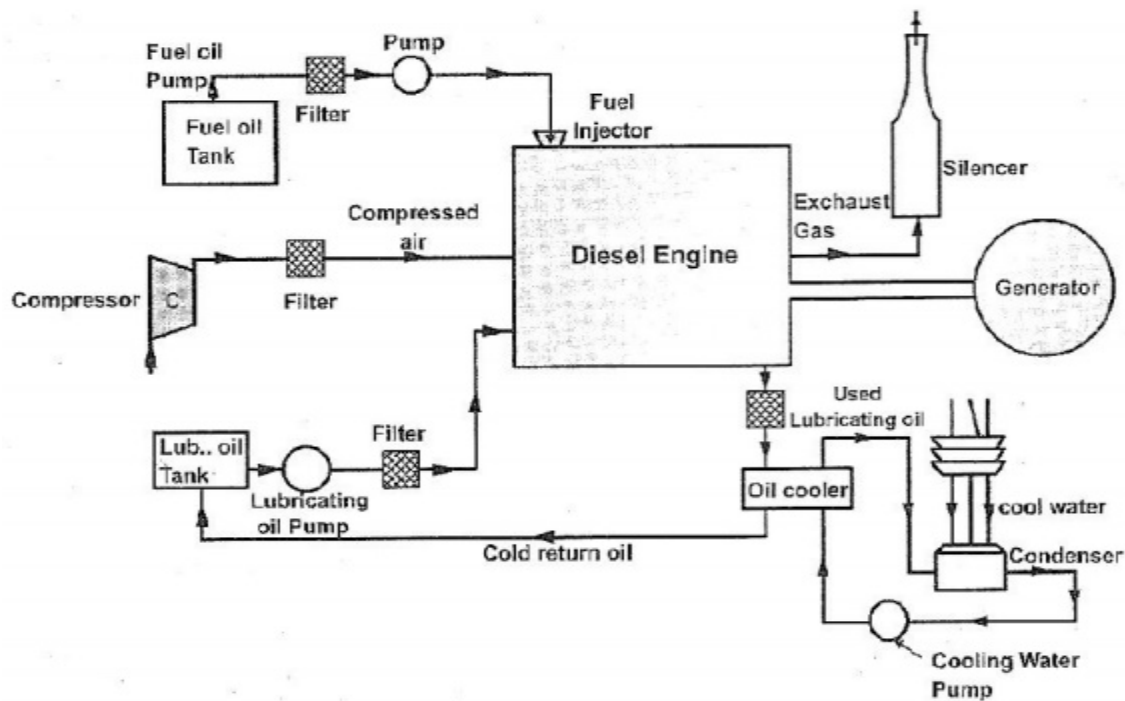 Pump
Fuel oil
Pump
Filter
Fuel oil
Tank
Fuel
Injector
Silencer
Compressed
air
Exhaust
Gas
Diesel Engine
Compressor
C
Filter
Generator
Used
Lubricating oil
Filter
Lub.. oil
Tank
Lubricating
oil Pump
Oil cooler
cool water
Cold return oil
Condenser
Cooling Water
Pump